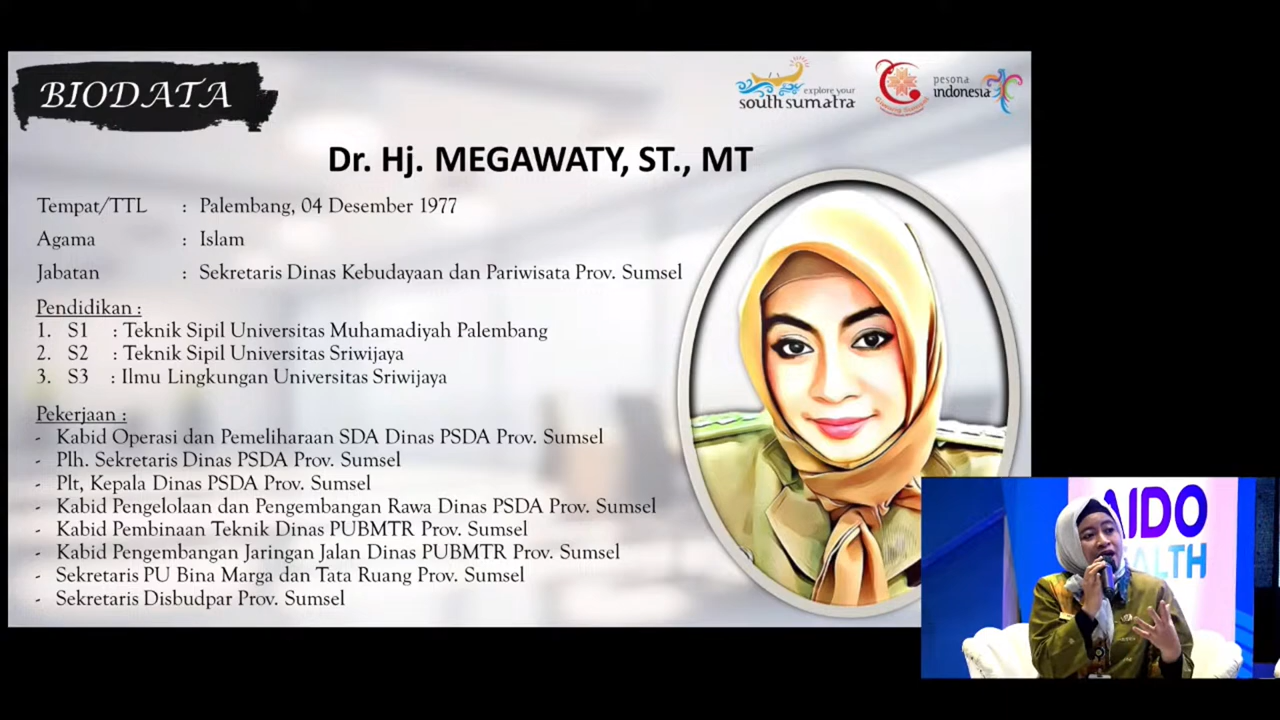 BIODATA
explore your
south sumatra
pesona
indonesia
Dr. Hj. MEGAWATY, ST., MT
Tempat/TTL : Palembang, 04 Desember 1977
Agama : Islam
Jabatan : Sekretaris Dinas Kebudayaan dan Pariwisata Prov. Sumsel
Pendidikan :
1. S1 : Teknik Sipil Universitas Muhamadiyah Palembang
2. S2 : Teknik Sipil Universitas Sriwijaya
3. S3 : Ilmu Lingkungan Universitas Sriwijaya
Pekerjaan :
- Kabid Operasi dan Pemeliharaan SDA Dinas PSDA Prov. Sumsel
- Plh. Sekretaris Dinas PSDA Prov. Sumsel
- Plt, Kepala Dinas PSDA Prov. Sumsel
- Kabid Pengelolaan dan Pengembangan Rawa Dinas PSDA Prov. Sumsel
- Kabid Pembinaan Teknik Dinas PUBMTR Prov. Sumsel
- Kabid Pengembangan Jaringan Jalan Dinas PUBMTR Prov. Sumsel
- Sekretaris PU Bina Marga dan Tata Ruang Prov. Sumsel
- Sekretaris Disbudpar Prov. Sumsel
AIDO
EALTH